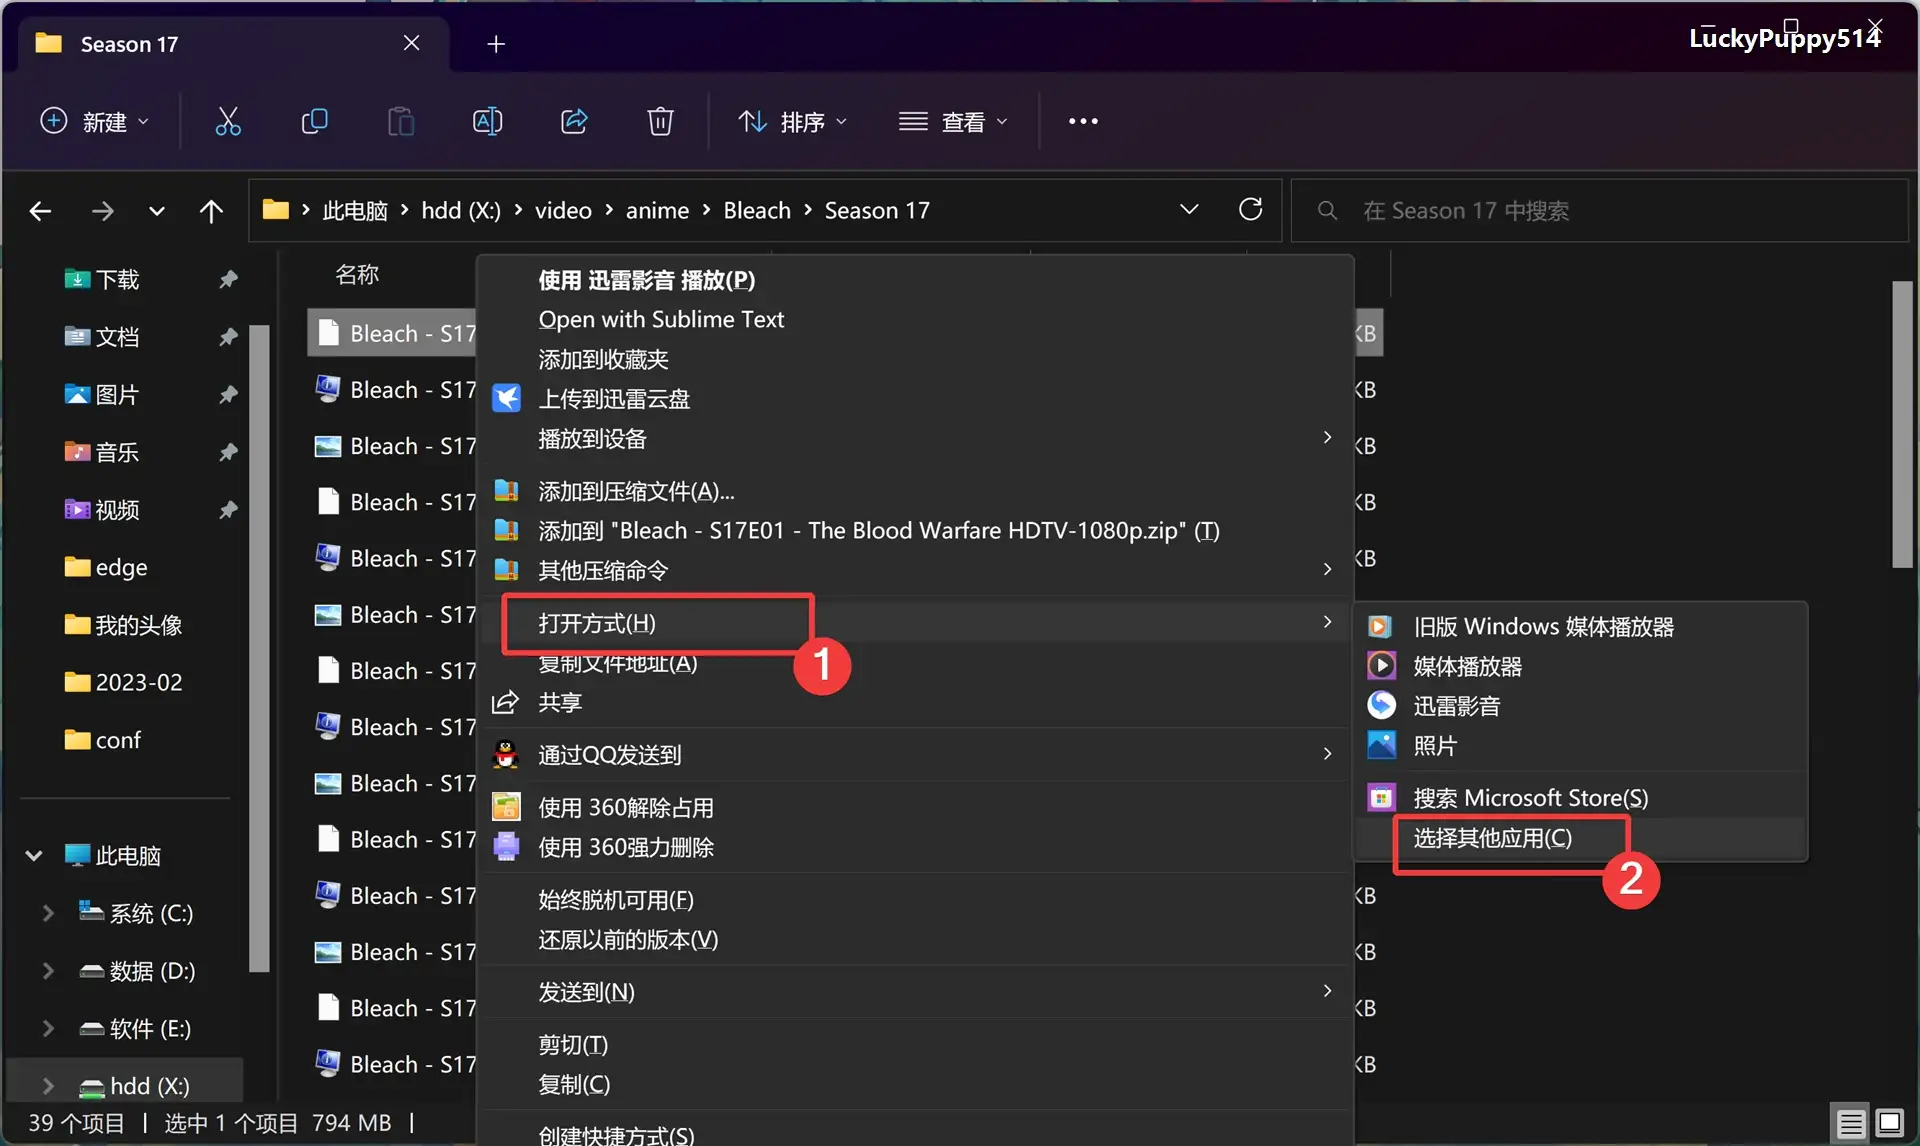 Season 17
LuckyPuppy514
新建
排序
查看
此电脑 hdd (X:) video anime Bleach Season 17
在 Season 17 中搜索
下载
文档
图片
音乐
视频
edge
我的头像
2023-02
conf
此电脑
系统 (C:)
数据 (D:)
软件 (E:)
hdd (X:)
名称
Bleach - S17
KB
Bleach - S17
KB
Bleach - S17
KB
Bleach - S17
KB
Bleach - S17
KB
Bleach - S17
Bleach - S17
Bleach - S17
Bleach - S17
Bleach - S17
Bleach - S17
KB
Bleach - S17
KB
Bleach - S17
KB
Bleach - S17
KB
使用 迅雷影音 播放(P)
Open with Sublime Text
添加到收藏夹
上传到迅雷云盘
播放到设备
添加到压缩文件(A)...
添加到 "Bleach - S17E01 - The Blood Warfare HDTV-1080p.zip" (T)
其他压缩命令
打开方式(H)
1
复制文件地址(A)
共享
通过QQ发送到
使用 360解除占用
使用 360强力删除
始终脱机可用(F)
还原以前的版本(V)
发送到(N)
剪切(T)
复制(C)
创建快捷方式(S)
旧版 Windows 媒体播放器
媒体播放器
迅雷影音
照片
搜索 Microsoft Store(S)
选择其他应用(C)
2
39 个项目 | 选中 1 个项目 794 MB |